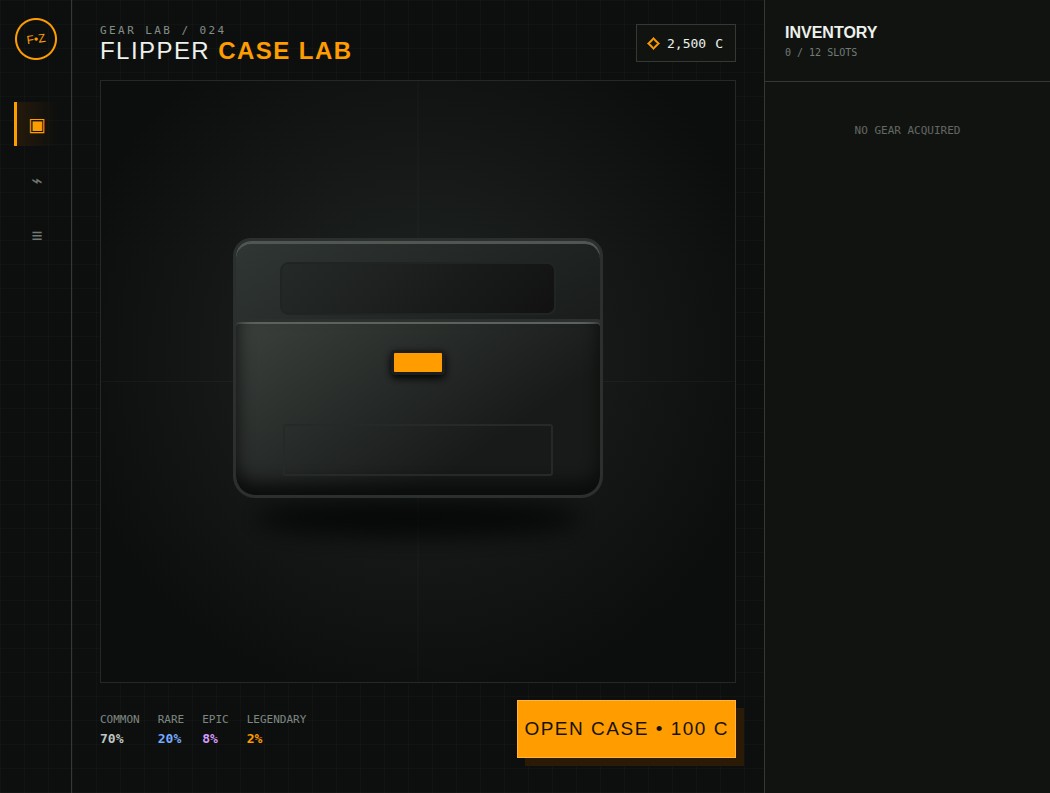 F•Z
GEAR LAB / 024
FLIPPER CASE LAB
2,500 C
INVENTORY
0 / 12 SLOTS
NO GEAR ACQUIRED
COMMON RARE EPIC LEGENDARY
70% 20% 8% 2%
OPEN CASE • 100 C